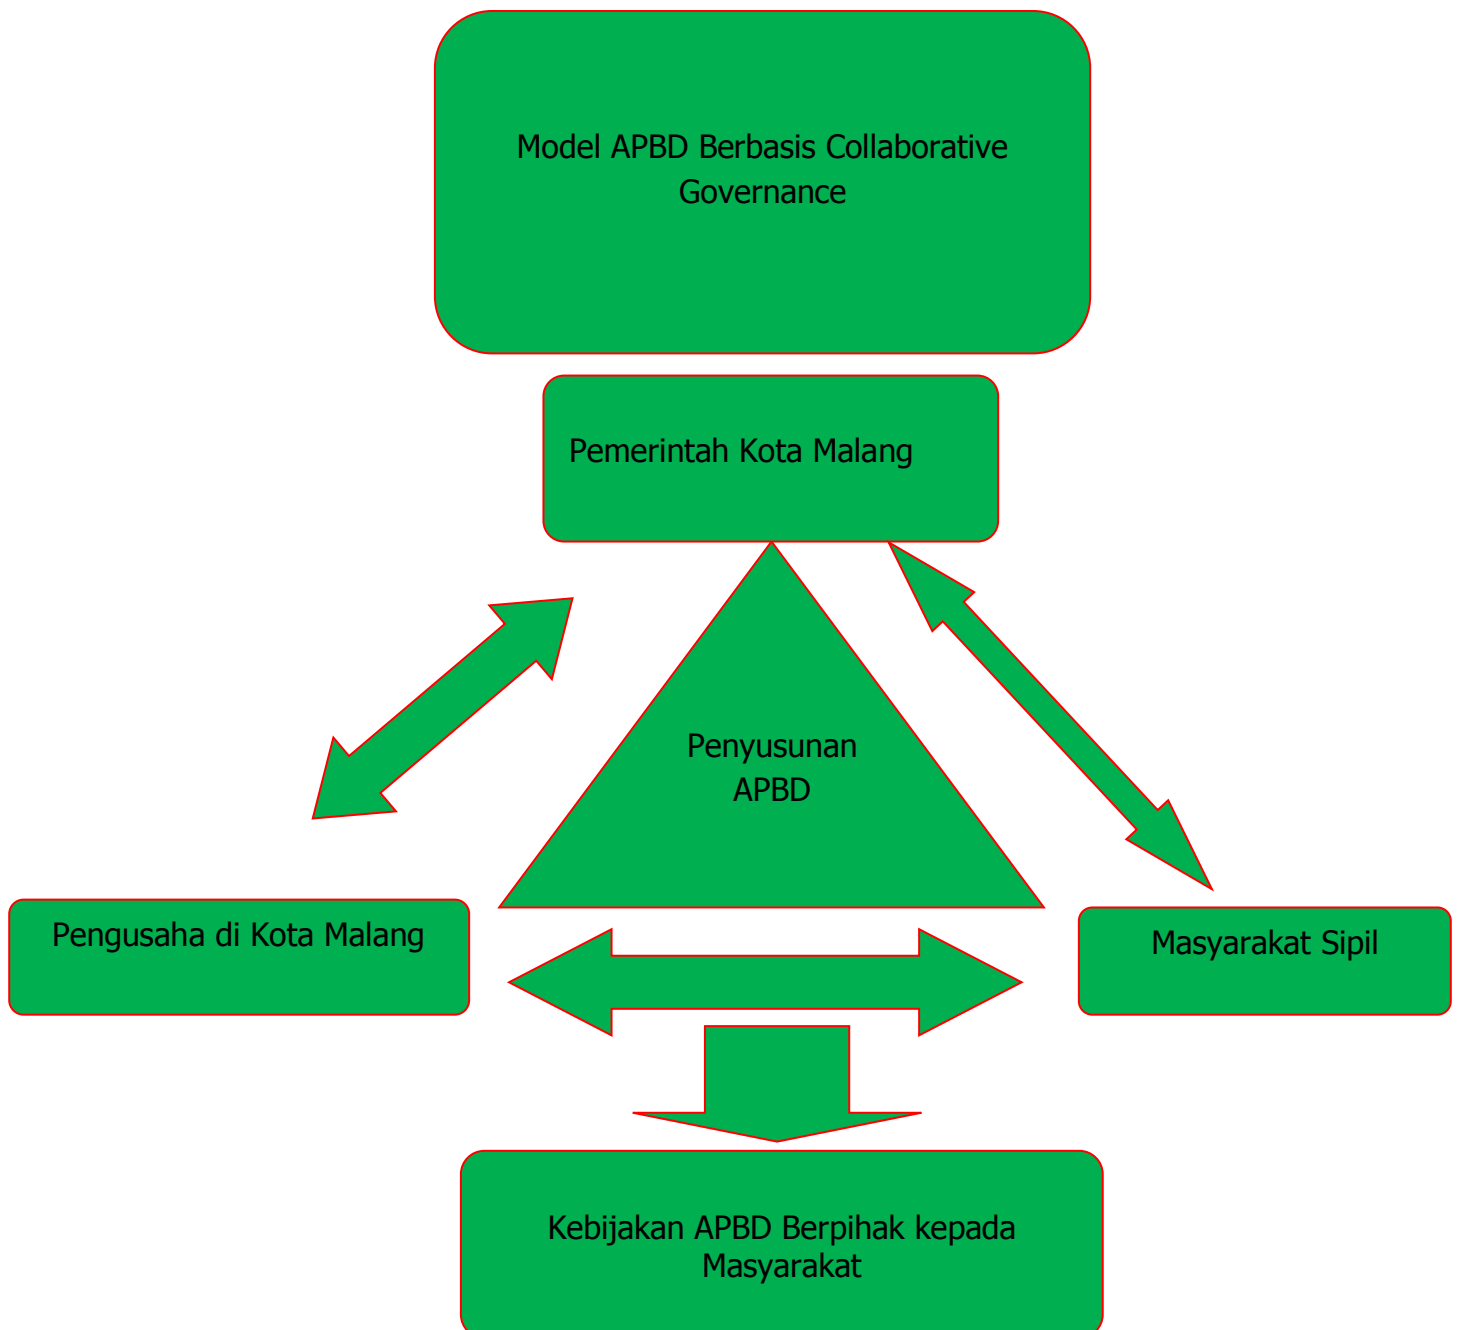 Model APBD Berbasis Collaborative
Governance
Pemerintah Kota Malang
Penyusunan
APBD
Pengusaha di Kota Malang
Masyarakat Sipil
Kebijakan APBD Berpihak kepada
Masyarakat